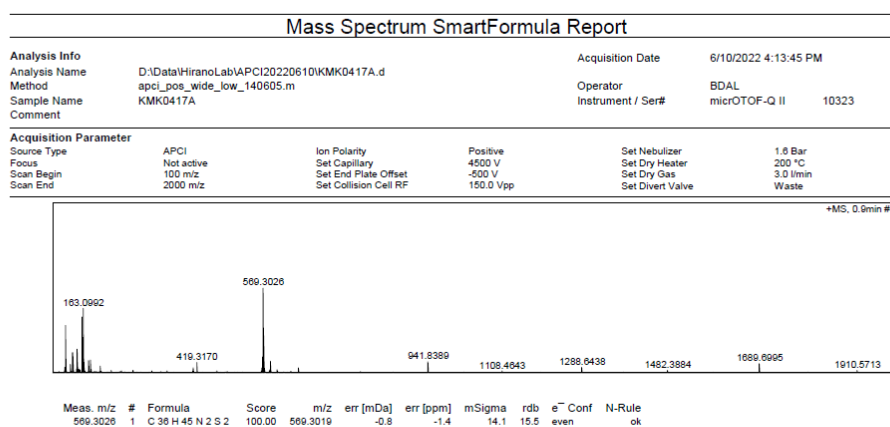 Mass Spectrum SmartFormula Report
Analysis Info Acquisition Date 6/10/2022 4:13:45 PM
Analysis Name D:\Data\HiranoLab\APCI20220610\KMK0417A.d
Method apci_pos_wide_low_140605.m Operator BDAL
Sample Name KMK0417A Instrument / Ser# micrOTOF-Q II 10323
Comment
Acquisition Parameter
Source Type APCI Ion Polarity Positive Set Nebulizer 1.6 Bar
Focus Not active Set Capillary 4500 V Set Dry Heater 200 °C
Scan Begin 100 m/z Set End Plate Offset -500 V Set Dry Gas 3.0 l/min
Scan End 2000 m/z Set Collision Cell RF 150.0 Vpp Set Divert Valve Waste
+MS, 0.9min #
569.3026
163.0992
419.3170 941.8389 1108.4643 1288.6438 1482.3884 1689.6995 1910.5713
Meas. m/z # Formula Score m/z err [mDa] err [ppm] mSigma rdb e⁻ Conf N-Rule
569.3026 1 C 36 H 45 N 2 S 2 100.00 569.3019 -0.8 -1.4 14.1 15.5 even ok